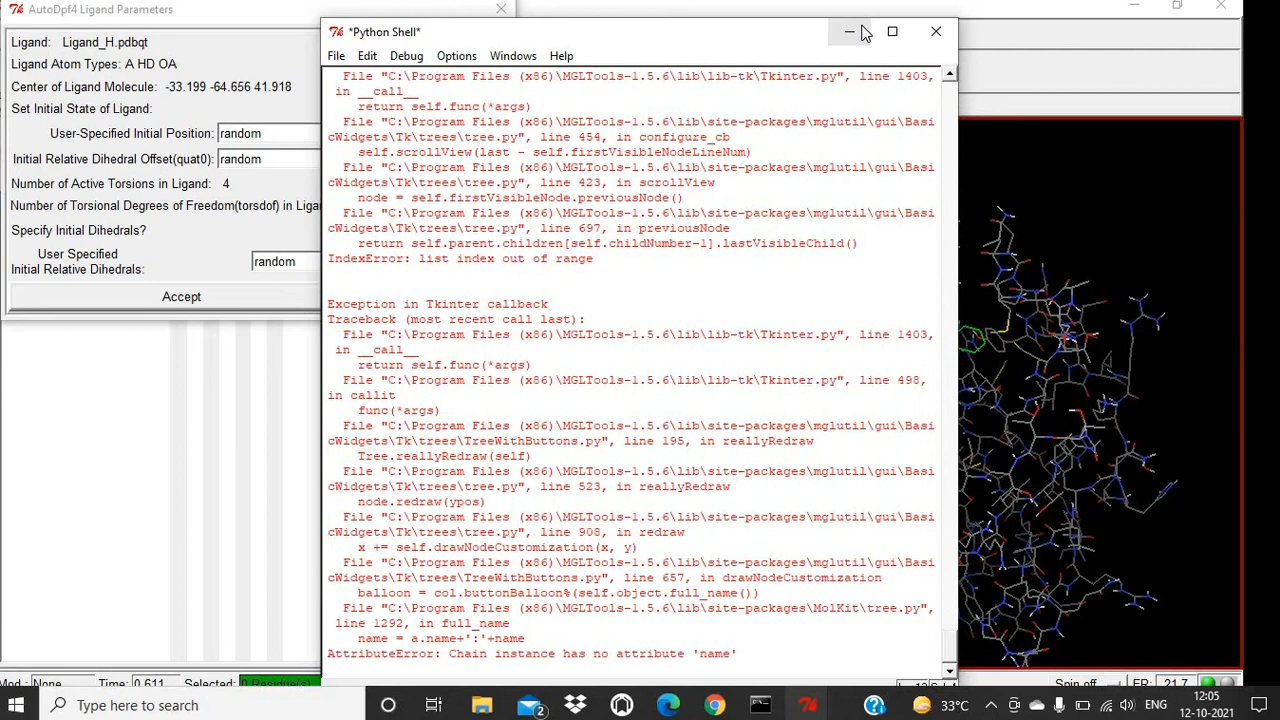 AutoDpf4 Ligand Parameters
Ligand: Ligand_H.pdbqt
Ligand Atom Types: A HD OA
Center of Ligand Molecule: -33.199 -64.656 41.918
Set Initial State of Ligand:
User-Specified Initial Position: random
Initial Relative Dihedral Offset(quat0): random
Number of Active Torsions in Ligand: 4
Number of Torsional Degrees of Freedom(torsdof) in Ligar
Specify Initial Dihedrals?
User Specified
Initial Relative Dihedrals: random
Accept
*Python Shell*
File Edit Debug Options Windows Help
File "C:\Program Files (x86)\MGLTools-1.5.6\lib\lib-tk\Tkinter.py", line 1403,
in __call__
return self.func(*args)
File "C:\Program Files (x86)\MGLTools-1.5.6\lib\site-packages\mglutil\gui\Basi
cWidgets\Tk\trees\tree.py", line 454, in configure_cb
self.scrollView(last - self.firstVisibleNodeLineNum)
File "C:\Program Files (x86)\MGLTools-1.5.6\lib\site-packages\mglutil\gui\Basi
cWidgets\Tk\trees\tree.py", line 423, in scrollView
node = self.firstVisibleNode.previousNode()
File "C:\Program Files (x86)\MGLTools-1.5.6\lib\site-packages\mglutil\gui\Basi
cWidgets\Tk\trees\tree.py", line 697, in previousNode
return self.parent.children[self.childNumber-1].lastVisibleChild()
IndexError: list index out of range
Exception in Tkinter callback
Traceback (most recent call last):
File "C:\Program Files (x86)\MGLTools-1.5.6\lib\lib-tk\Tkinter.py", line 1403,
in __call__
return self.func(*args)
File "C:\Program Files (x86)\MGLTools-1.5.6\lib\lib-tk\Tkinter.py", line 498,
in callit
func(*args)
File "C:\Program Files (x86)\MGLTools-1.5.6\lib\site-packages\mglutil\gui\Basi
cWidgets\Tk\trees\TreeWithButtons.py", line 195, in reallyRedraw
Tree.reallyRedraw(self)
File "C:\Program Files (x86)\MGLTools-1.5.6\lib\site-packages\mglutil\gui\Basi
cWidgets\Tk\trees\tree.py", line 523, in reallyRedraw
node.redraw(ypos)
File "C:\Program Files (x86)\MGLTools-1.5.6\lib\site-packages\mglutil\gui\Basi
cWidgets\Tk\trees\tree.py", line 908, in redraw
x += self.drawNodeCustomization(x, y)
File "C:\Program Files (x86)\MGLTools-1.5.6\lib\site-packages\mglutil\gui\Basi
cWidgets\Tk\trees\TreeWithButtons.py", line 657, in drawNodeCustomization
balloon = col.buttonBalloon%(self.object.full_name())
File "C:\Program Files (x86)\MGLTools-1.5.6\lib\site-packages\MolKit\tree.py",
line 1292, in full_name
name = a.name+':'+name
AttributeError: Chain instance has no attribute 'name'
Mod.: None Time: 0.611 Selected: 0 Residue(s) Spin off FR: 21.7
Type here to search
2
33°C
ENG
12:05
12-10-2021